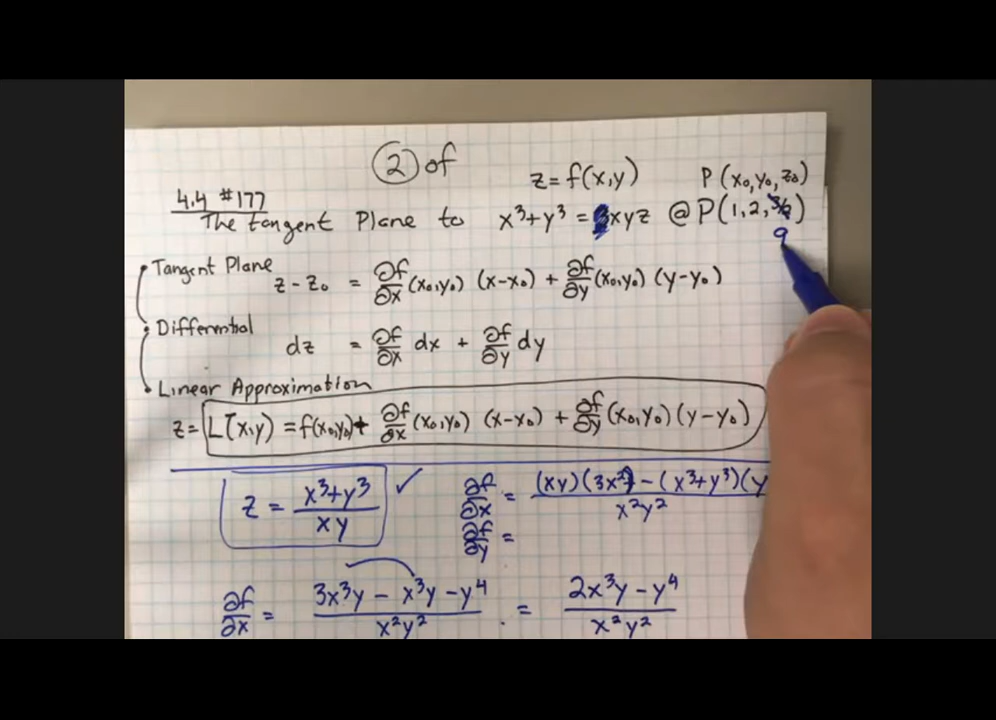 ② of
z = f(x,y) P(x₀,y₀,z₀)
4.4 #177
The tangent Plane to x³+y³ = xyz @ P(1,2,3/2)
9
Tangent Plane
z - z₀ = ∂f/∂x (x₀,y₀) (x-x₀) + ∂f/∂y (x₀,y₀) (y-y₀)
Differential
dz = ∂f/∂x dx + ∂f/∂y dy
Linear Approximation
z = L(x,y) = f(x₀,y₀) + ∂f/∂x (x₀,y₀) (x-x₀) + ∂f/∂y (x₀,y₀) (y-y₀)
z = x³+y³ / xy ✓
∂f/∂x = (xy)(3x²) - (x³+y³)(y / x²y²
∂f/∂y =
∂f/∂x = 3x³y - x³y - y⁴ / x²y² = 2x³y - y⁴ / x²y²